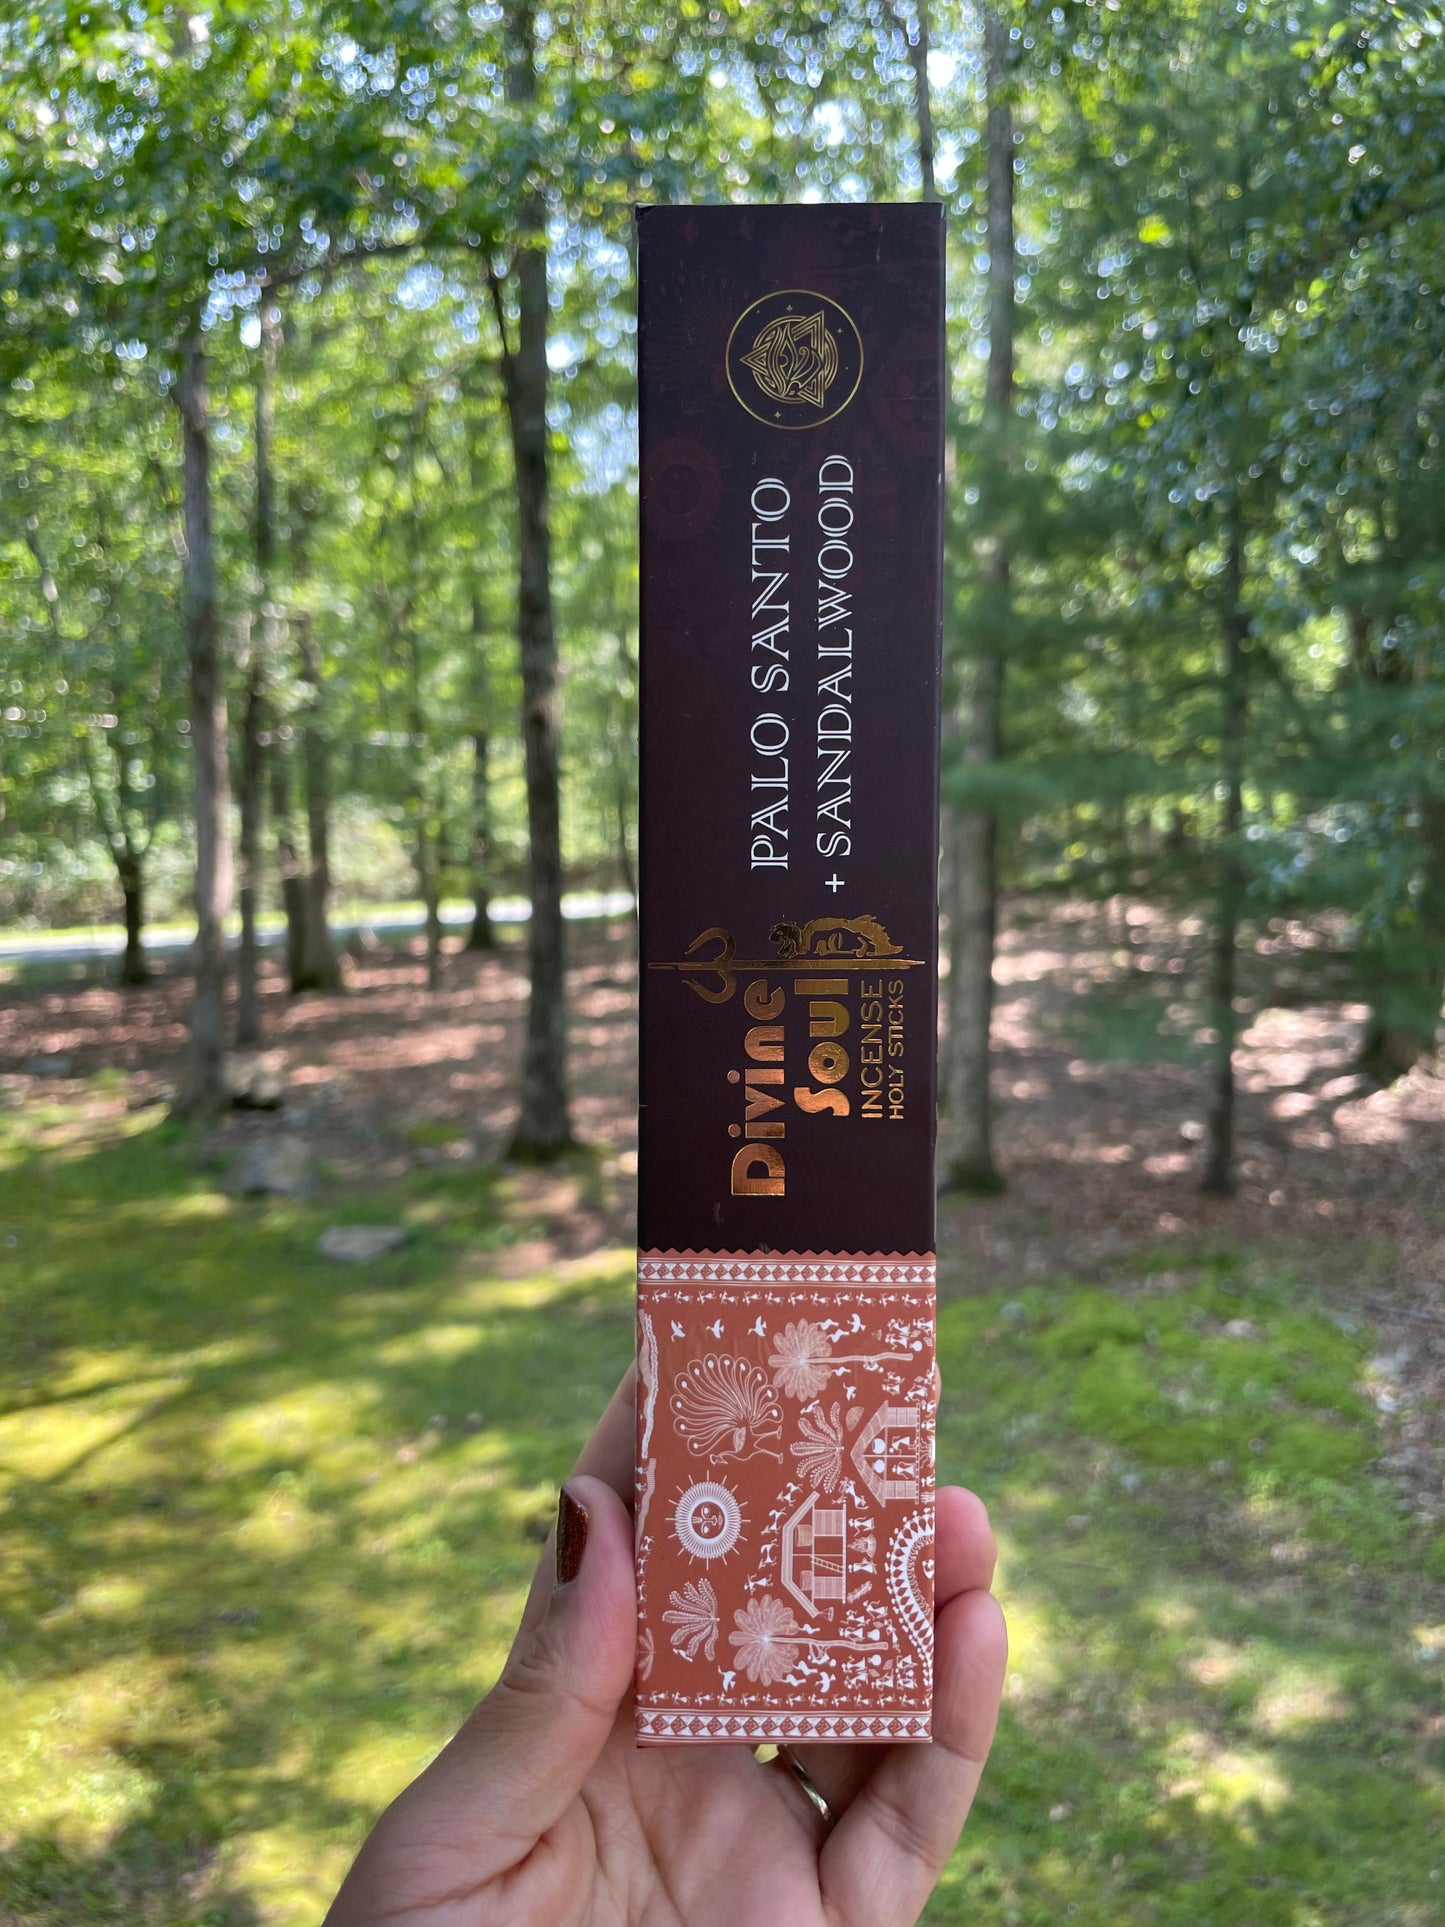 Divine
Soul
INCENSE
HOLY STICKS
PALO SANTO
+ SANDALWOOD